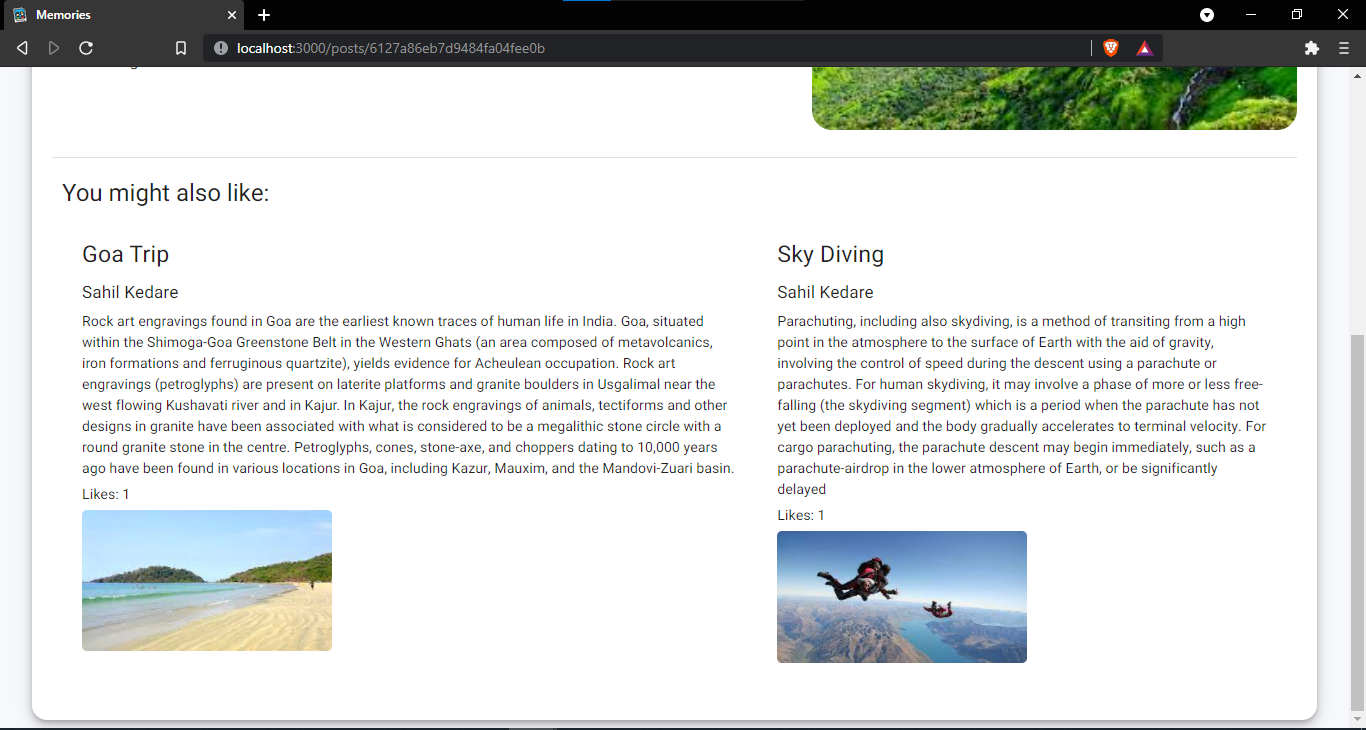 Memories
localhost:3000/posts/6127a86eb7d9484fa04fee0b
You might also like:
Goa Trip
Sahil Kedare
Rock art engravings found in Goa are the earliest known traces of human life in India. Goa, situated
within the Shimoga-Goa Greenstone Belt in the Western Ghats (an area composed of metavolcanics,
iron formations and ferruginous quartzite), yields evidence for Acheulean occupation. Rock art
engravings (petroglyphs) are present on laterite platforms and granite boulders in Usgalimal near the
west flowing Kushavati river and in Kajur. In Kajur, the rock engravings of animals, tectiforms and other
designs in granite have been associated with what is considered to be a megalithic stone circle with a
round granite stone in the centre. Petroglyphs, cones, stone-axe, and choppers dating to 10,000 years
ago have been found in various locations in Goa, including Kazur, Mauxim, and the Mandovi-Zuari basin.
Likes: 1
Sky Diving
Sahil Kedare
Parachuting, including also skydiving, is a method of transiting from a high
point in the atmosphere to the surface of Earth with the aid of gravity,
involving the control of speed during the descent using a parachute or
parachutes. For human skydiving, it may involve a phase of more or less free-
falling (the skydiving segment) which is a period when the parachute has not
yet been deployed and the body gradually accelerates to terminal velocity. For
cargo parachuting, the parachute descent may begin immediately, such as a
parachute-airdrop in the lower atmosphere of Earth, or be significantly
delayed
Likes: 1